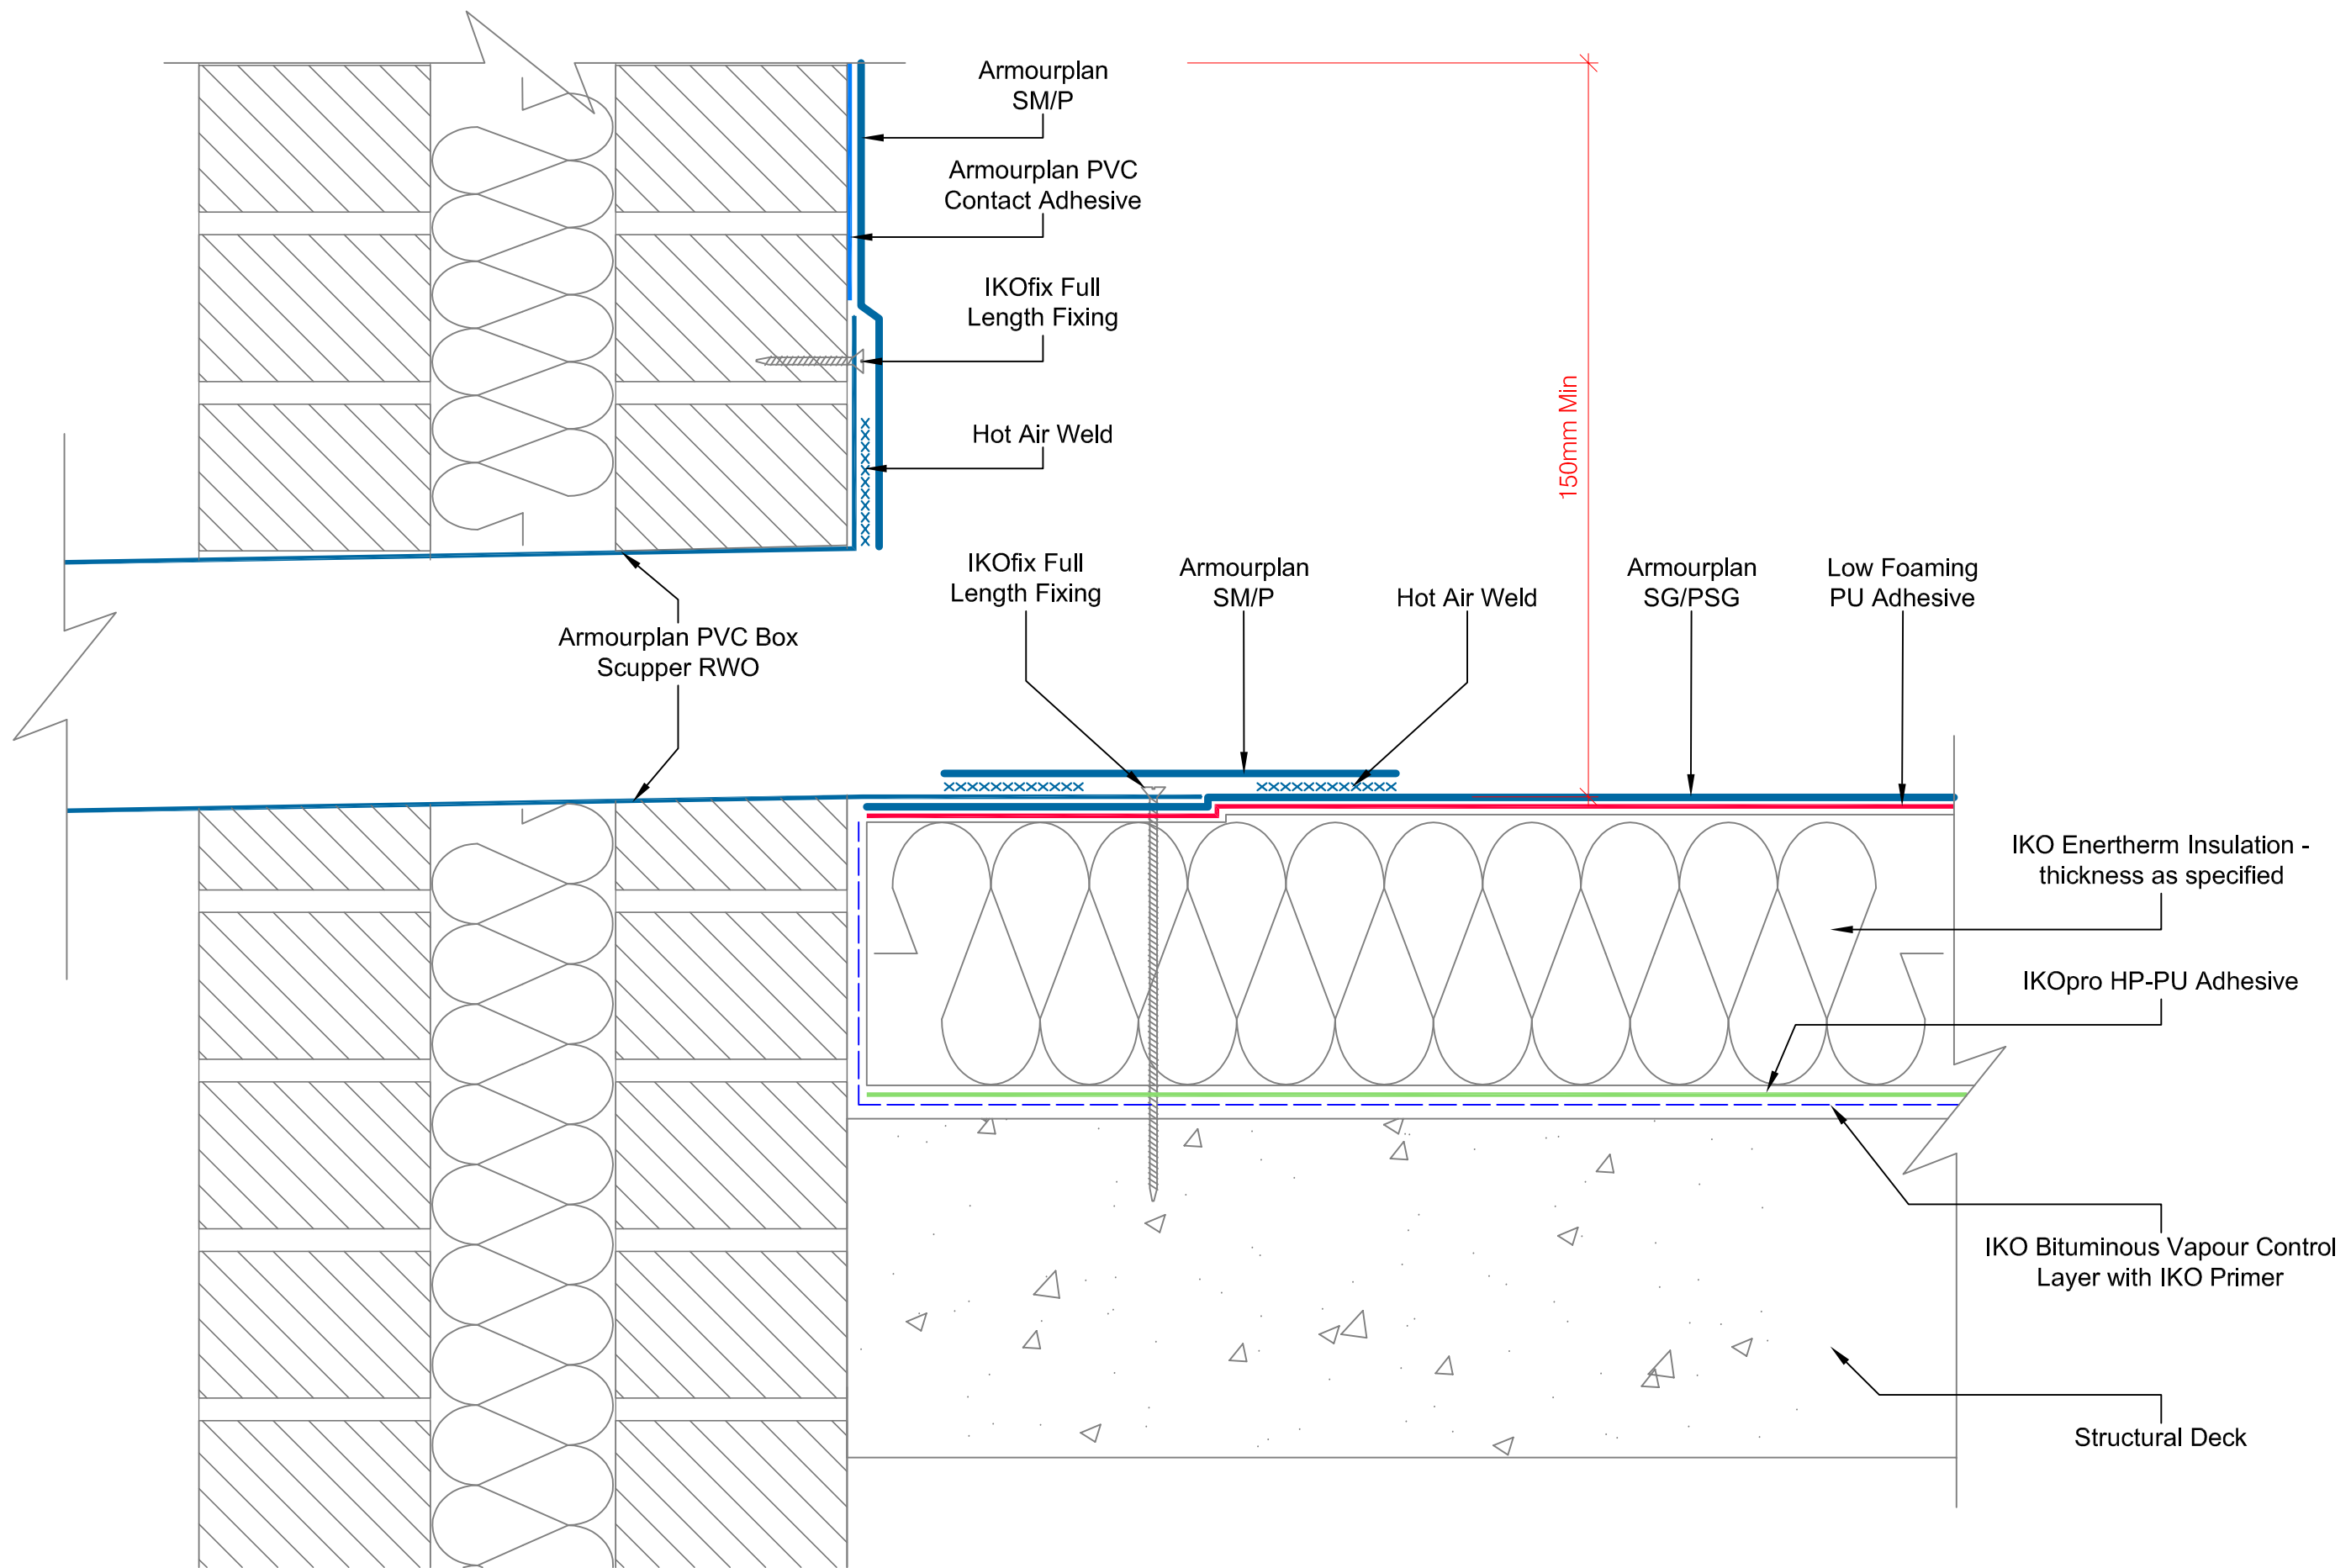 Armourplan
SM/P
Armourplan PVC
Contact Adhesive
IKOfix Full
Length Fixing
Hot Air Weld
150mm Min
IKOfix Full
Length Fixing
Armourplan
SM/P
Hot Air Weld
Armourplan
SG/PSG
Low Foaming
PU Adhesive
Armourplan PVC Box
Scupper RWO
IKO Enertherm Insulation -
thickness as specified
IKOpro HP-PU Adhesive
IKO Bituminous Vapour Control
Layer with IKO Primer
Structural Deck